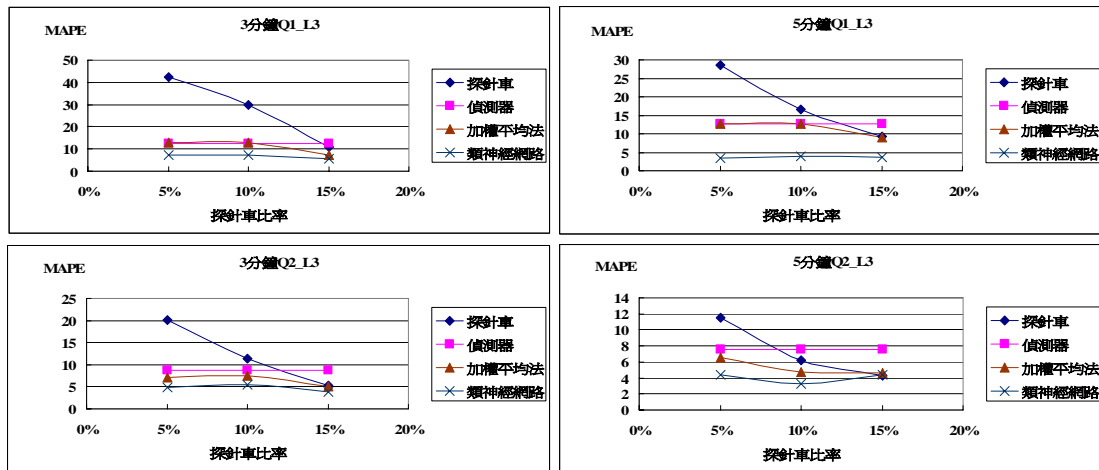 3分鐘Q1_L3
MAPE
50
40
30
20
10
0
0%
5%
10%
15%
20%
探針車比率
探針車
偵測器
加權平均法
類神經網路
5分鐘Q1_L3
MAPE
30
25
20
15
10
5
0
0%
5%
10%
15%
20%
探針車比率
探針車
偵測器
加權平均法
類神經網路
3分鐘Q2_L3
MAPE
25
20
15
10
5
0
0%
5%
10%
15%
20%
探針車比率
探針車
偵測器
加權平均法
類神經網路
5分鐘Q2_L3
MAPE
14
12
10
8
6
4
2
0
0%
5%
10%
15%
20%
探針車比率
探針車
偵測器
加權平均法
類神經網路